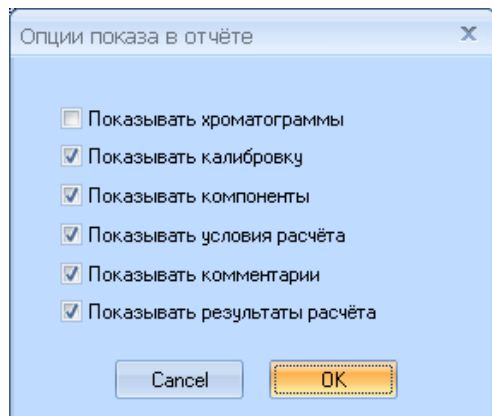 Опции показа в отчёте
Показывать хроматограммы
Показывать калибровку
Показывать компоненты
Показывать условия расчёта
Показывать комментарии
Показывать результаты расчёта
Cancel OK